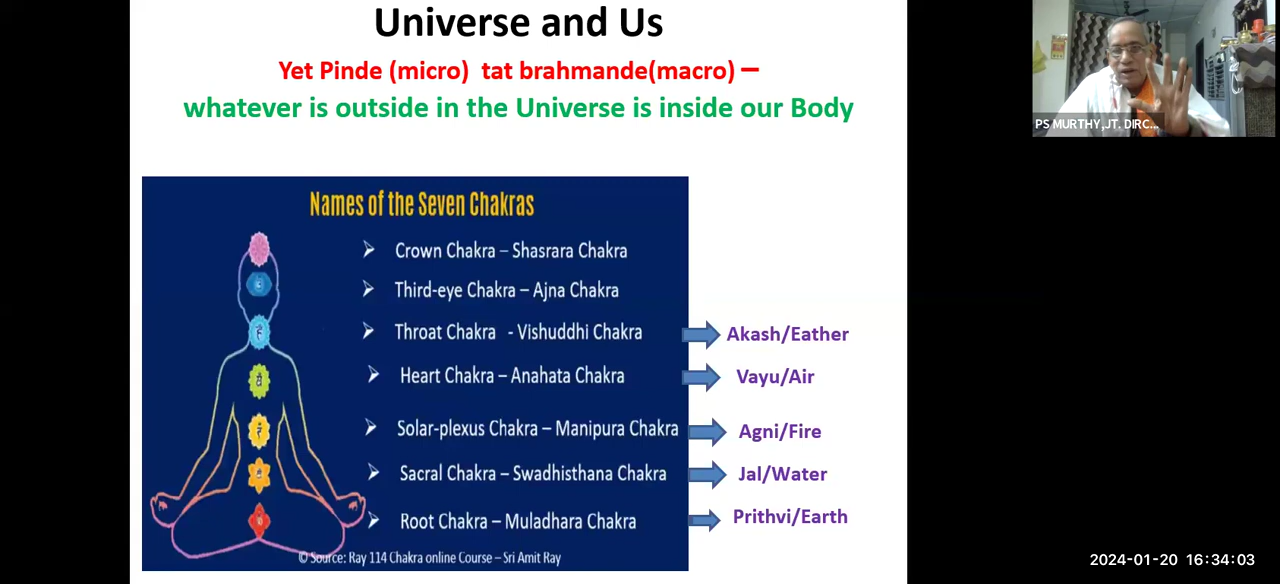 Universe and Us
Yet Pinde (micro) tat brahmande(macro) –
whatever is outside in the Universe is inside our Body
PS MURTHY,JT. DIRC...
Names of the Seven Chakras
➢ Crown Chakra – Shasrara Chakra
➢ Third-eye Chakra – Ajna Chakra
➢ Throat Chakra - Vishuddhi Chakra
Akash/Eather
➢ Heart Chakra – Anahata Chakra
Vayu/Air
➢ Solar-plexus Chakra – Manipura Chakra
Agni/Fire
➢ Sacral Chakra – Swadhisthana Chakra
Jal/Water
➢ Root Chakra – Muladhara Chakra
Prithvi/Earth
© Source: Ray 114 Chakra online Course – Sri Amit Ray
2024-01-20 16:34:03